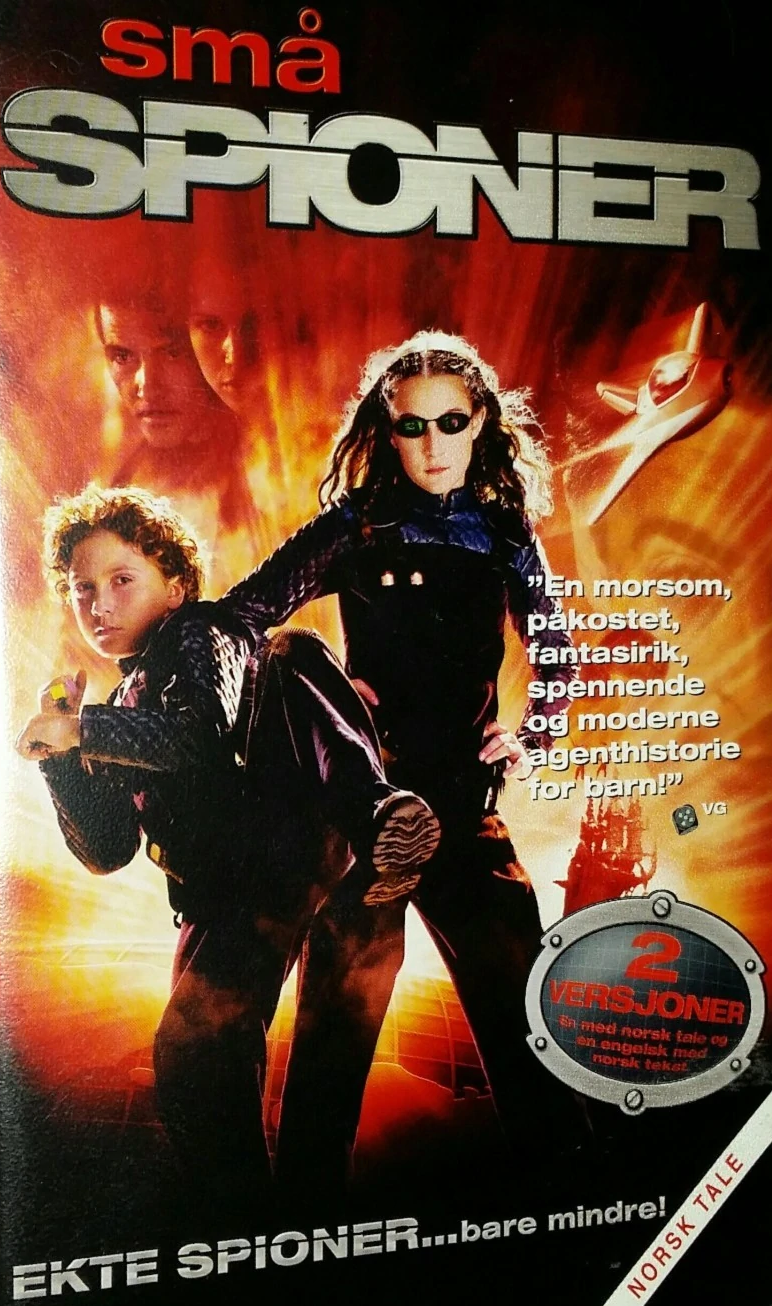 små
SPIONER
"En morsom,
påkostet,
fantasirik,
spennende
og moderne
agenthistorie
for barn!"
VG
2
VERSJONER
En med norsk tale og
en engelsk med
norsk tekst.
EKTE SPIONER...bare mindre!
NORSK TALE